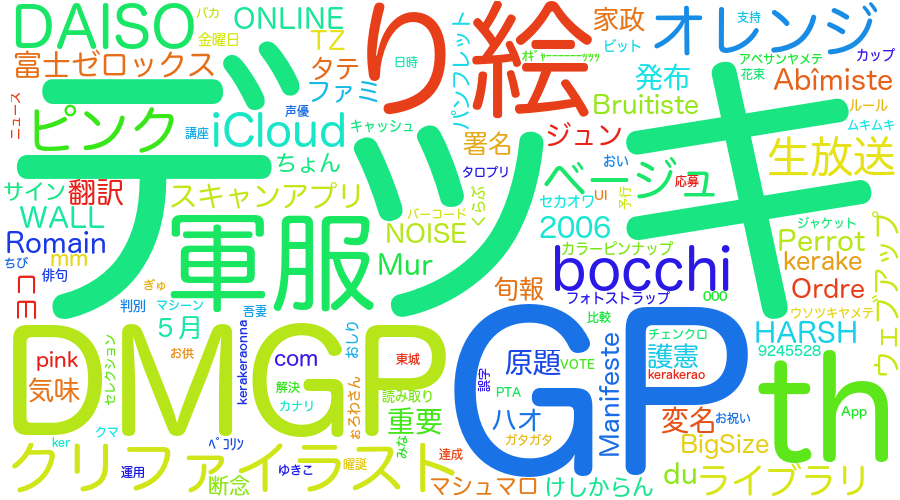 DAISO
バカ
金曜日
ONLINE
TZ
富士ゼロックス
タテ
ファミ
ピンク
講座
声優
iCloud
ちょん
デッキ
り絵
日時
パンフレット
ニュース
キャッシュ
署名
タロプリ
ｵｷﾞｬｰｰｰｰｰｰｯｯｯ
ビット
家政
支持
オレンジ
アベサンヤメテ
カップ
花束
発布
Bruitiste
Abîmiste
ルール
ムキムキ
ジュン
生放送
おい
ベージュ
応募
UI
予行
セカオワ
サイン
翻訳
スキャンアプリ
くらぶ
バーコード
NOISE
WALL
Romain
mm
ちび
俳句
ぎゅ
軍服
Mur
2006
カラーピンナップ
ジャケット
Perrot
kerake
bocchi
旬報
フォトストラップ
000
Ordre
ウソツキヤメテ
ウェブアップ
比較
チェンクロ
HARSH
9245528
判別
マシーン
吾妻
5月
DMGP
GP
th
pink
気味
セレクション
お供
kerakeraonna
com
おしり
東城
解決
カナリ
読み取り
重要
誤字
原題
VOTE
PTA
ハオ
ガタガタ
Manifeste
護憲
kerakerao
変名
お祝い
App
BigSize
クマ
ker
ﾍﾟｺﾘﾝ
ぉろわさん
みな
クリファイラスト
運用
断念
ゆきこ
曜誕
達成
マシュマロ
けしからん
du
ライブラリ